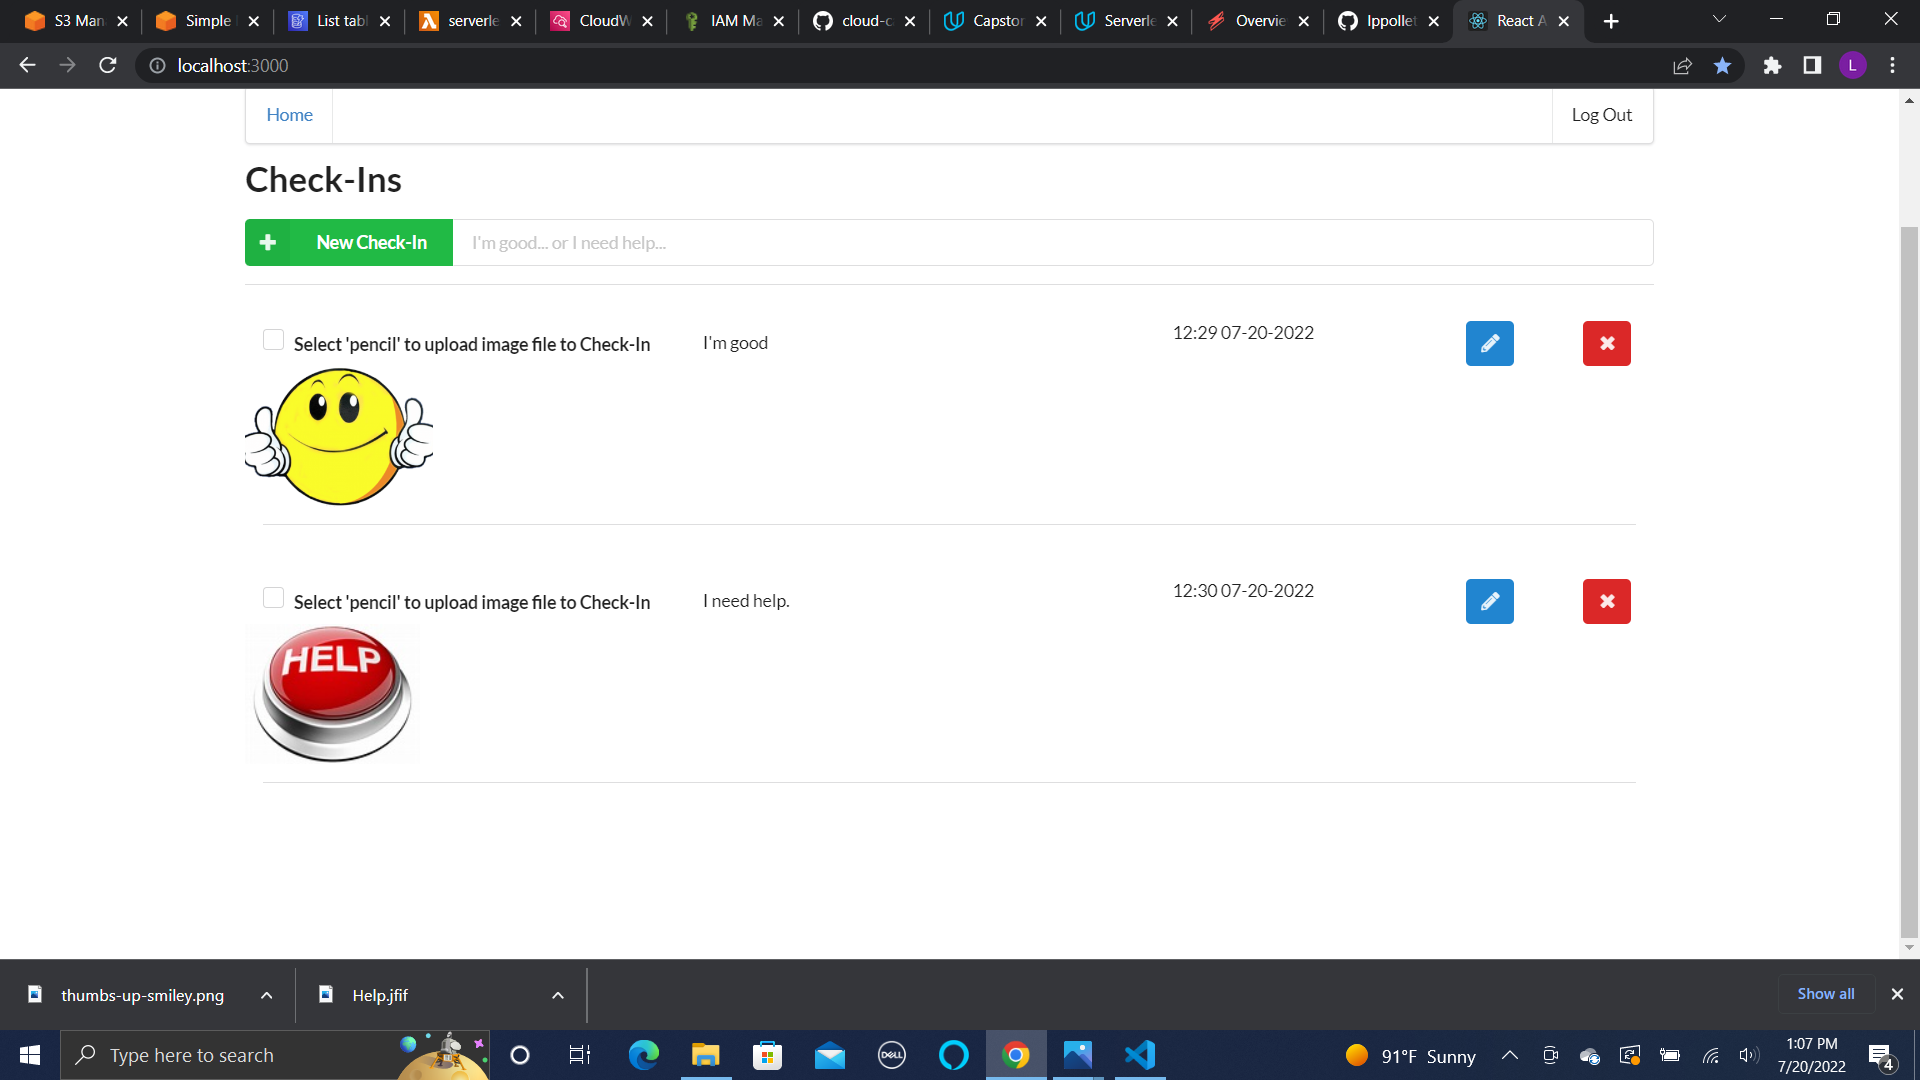 S3 Man
Simple
List tabl
serverle
CloudW
IAM Ma
cloud-c
Capston
Serverle
Overvie
lppollet
React A
localhost:3000
L
Home
Log Out
Check-Ins
New Check-In
I'm good... or I need help...
Select 'pencil' to upload image file to Check-In
I'm good
12:29 07-20-2022
Select 'pencil' to upload image file to Check-In
I need help.
12:30 07-20-2022
HELP
thumbs-up-smiley.png
Help.jfif
Show all
Type here to search
DELL
91°F Sunny
1:07 PM
7/20/2022
4